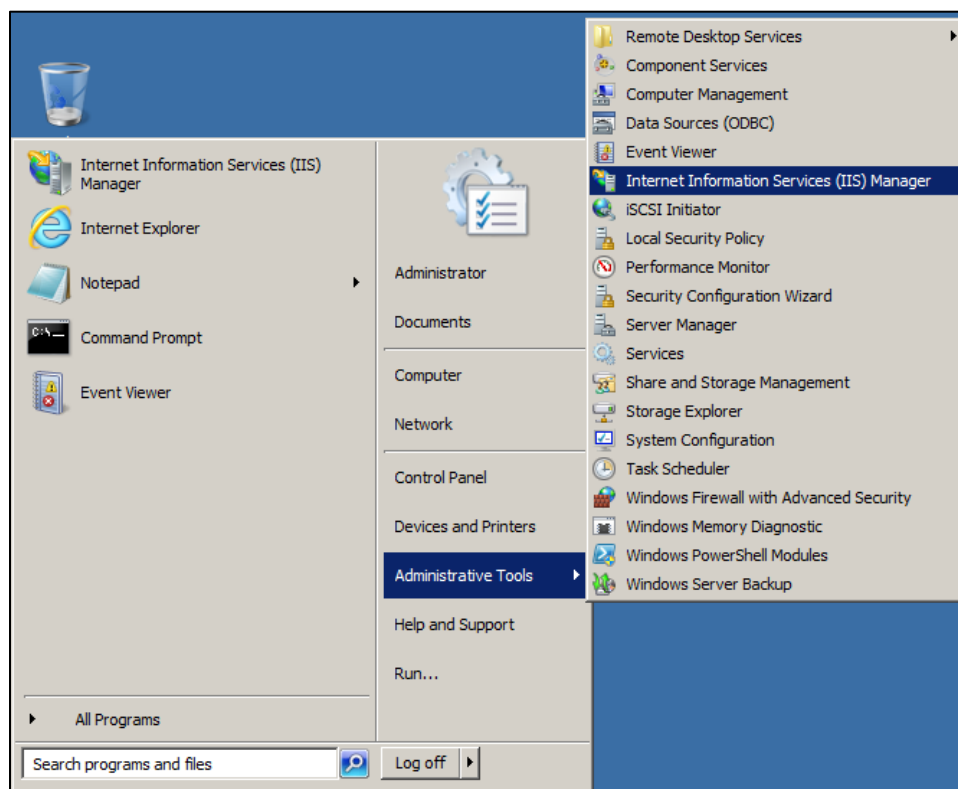 Internet Information Services (IIS)
Manager
Internet Explorer
Notepad
C:\
Command Prompt
Event Viewer
All Programs
Search programs and files
Administrator
Documents
Computer
Network
Control Panel
Devices and Printers
Administrative Tools
Help and Support
Run...
Log off
Remote Desktop Services
Component Services
Computer Management
Data Sources (ODBC)
Event Viewer
Internet Information Services (IIS) Manager
iSCSI Initiator
Local Security Policy
Performance Monitor
Security Configuration Wizard
Server Manager
Services
Share and Storage Management
Storage Explorer
System Configuration
Task Scheduler
Windows Firewall with Advanced Security
Windows Memory Diagnostic
Windows PowerShell Modules
Windows Server Backup